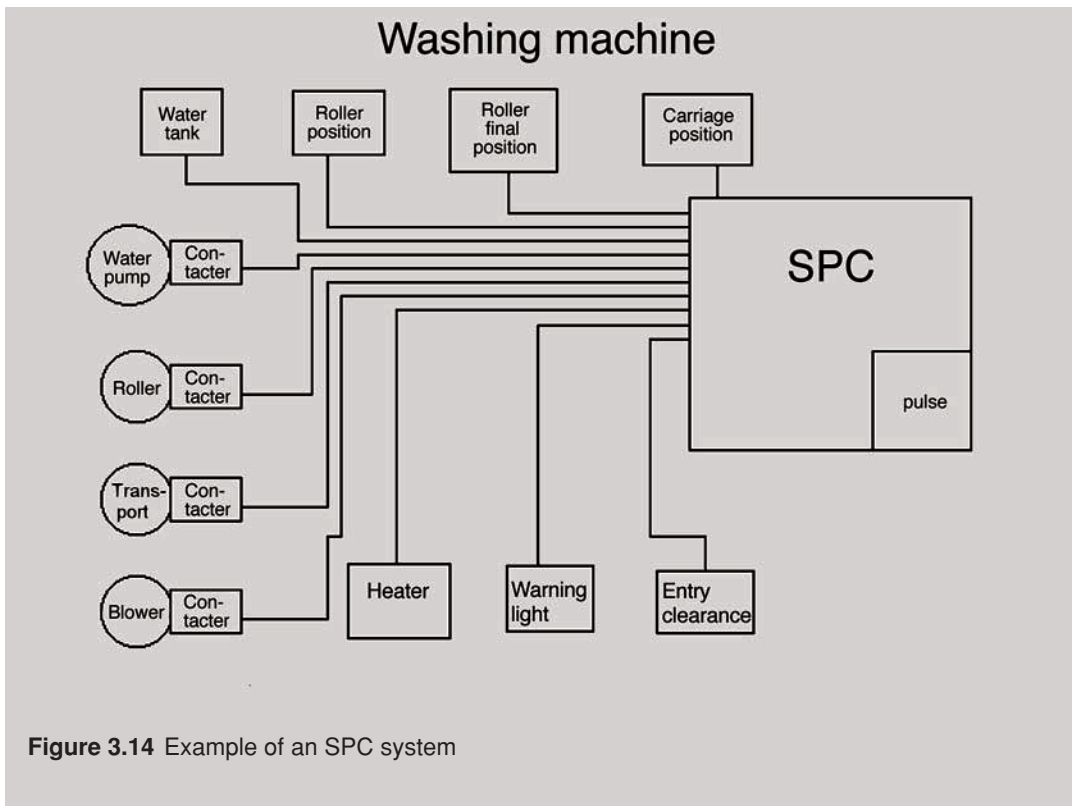 Washing machine
Water
tank
Roller
position
Roller
final
position
Carriage
position
SPC
pulse
Water
pump
Con-
tacter
Roller
Con-
tacter
Trans-
port
Con-
tacter
Blower
Con-
tacter
Heater
Warning
light
Entry
clearance
Figure 3.14 Example of an SPC system